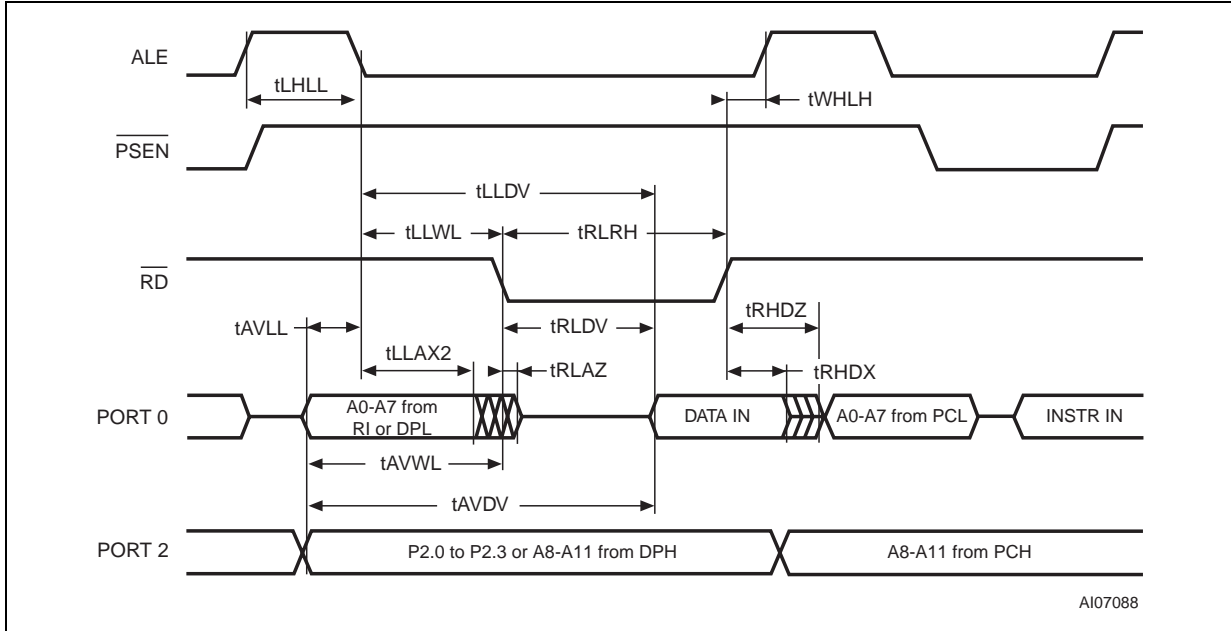 ALE
tLHLL
tWHLH
PSEN
tLLDV
tLLWL
tRLRH
RD
tAVLL
tRLDV
tRHDZ
tLLAX2
tRLAZ
tRHDX
PORT 0
A0-A7 from
RI or DPL
DATA IN
A0-A7 from PCL
INSTR IN
tAVWL
tAVDV
PORT 2
P2.0 to P2.3 or A8-A11 from DPH
A8-A11 from PCH
AI07088